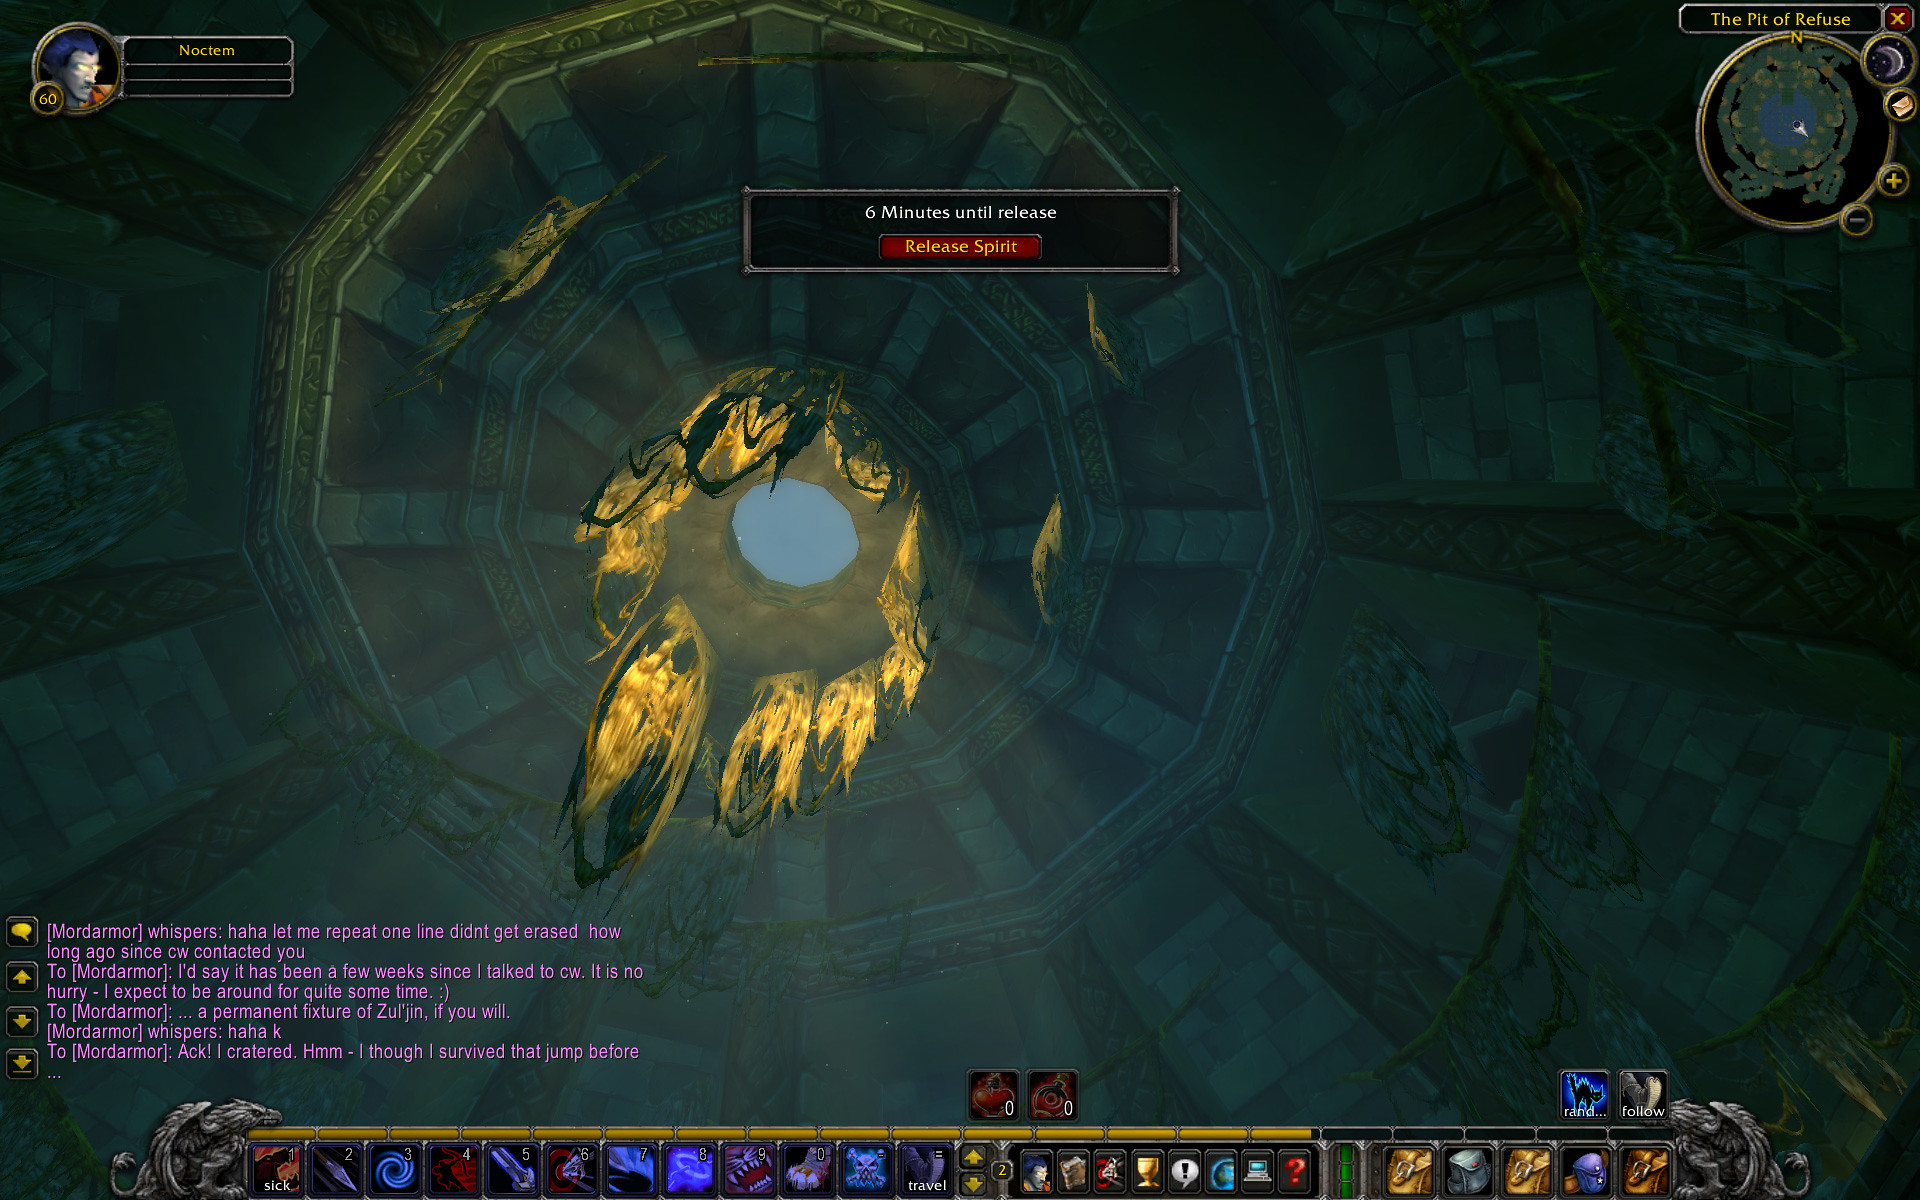 Noctem
60
The Pit of Refuse
N
6 Minutes until release
Release Spirit
[Mordarmor] whispers: haha let me repeat one line didnt get erased  how
long ago since cw contacted you
To [Mordarmor]: I'd say it has been a few weeks since I talked to cw. It is no
hurry - I expect to be around for quite some time. :)
To [Mordarmor]: ... a permanent fixture of Zul'jin, if you will.
[Mordarmor] whispers: haha k
To [Mordarmor]: Ack! I cratered. Hmm - I though I survived that jump before
...
0 0
rand... follow
1 2 3 4 5 6 7 8 9 0 - =
sick travel
2